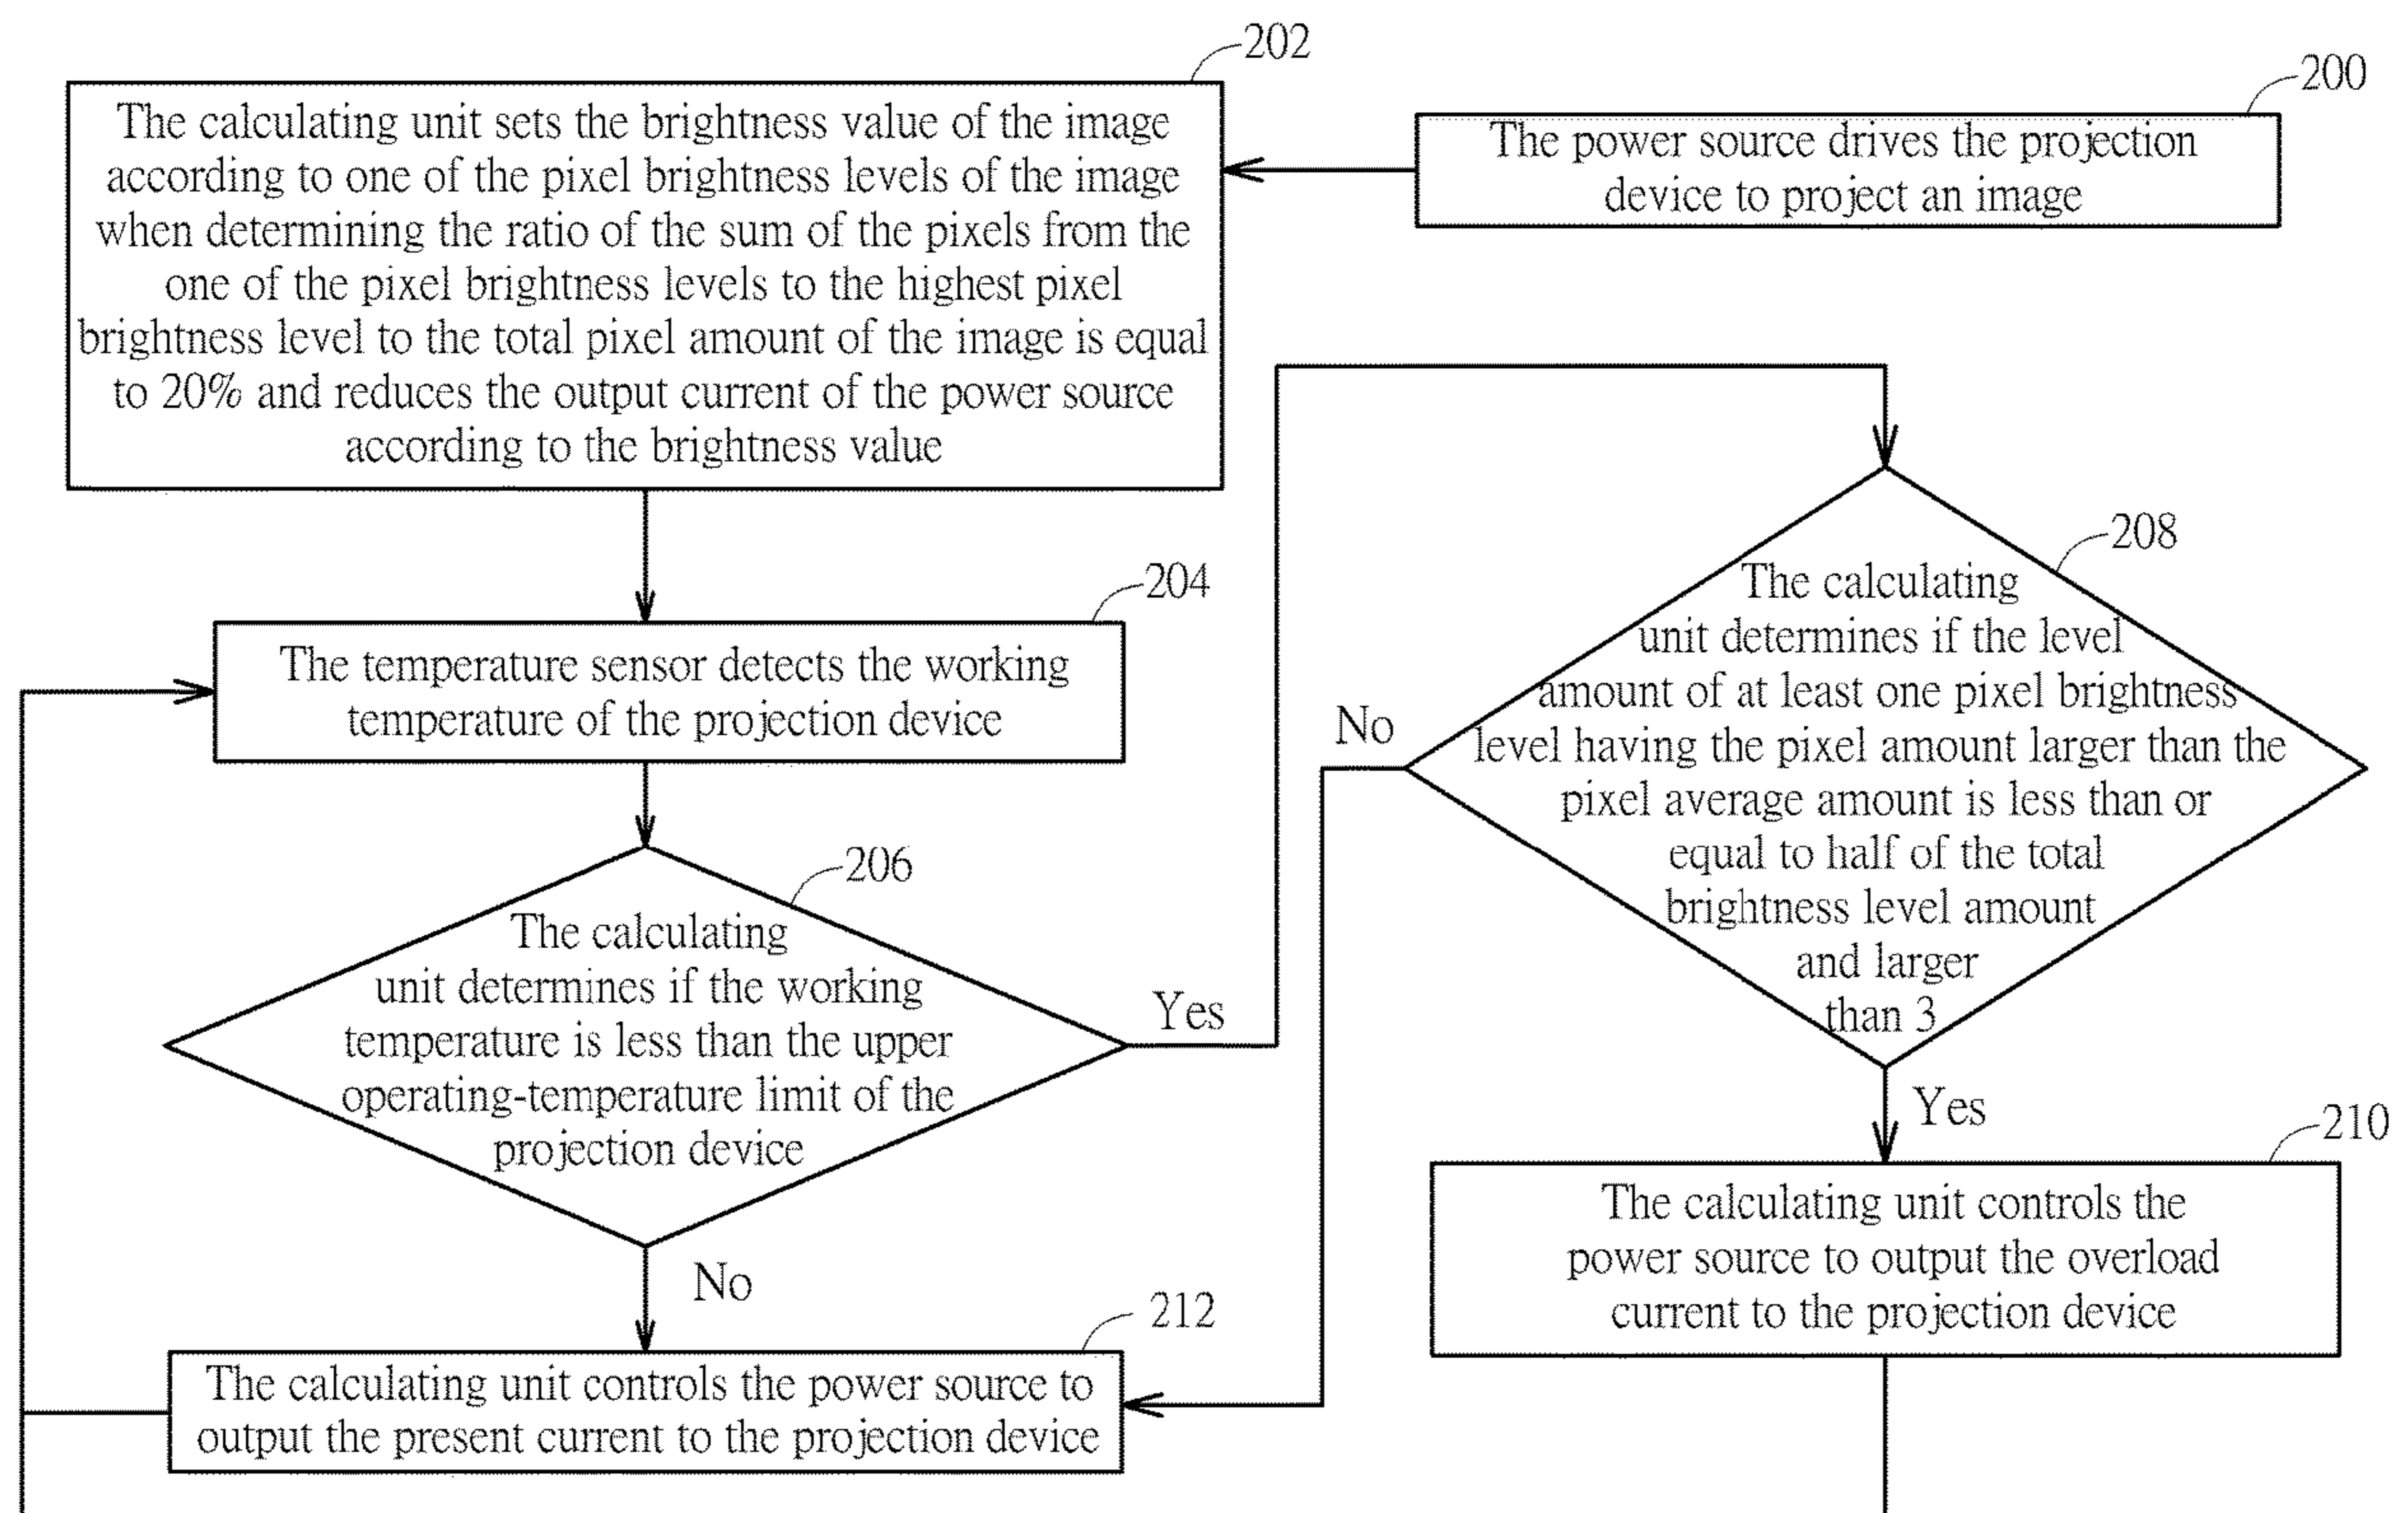 200
The power source drives the projection
device to project an image
202
The calculating unit sets the brightness value of the image
according to one of the pixel brightness levels of the image
when determining the ratio of the sum of the pixels from the
one of the pixel brightness levels to the highest pixel
brightness level to the total pixel amount of the image is equal
to 20% and reduces the output current of the power source
according to the brightness value
204
The temperature sensor detects the working
temperature of the projection device
206
The calculating
unit determines if the working
temperature is less than the upper
operating-temperature limit of the
projection device
Yes
No
208
The calculating
unit determines if the level
amount of at least one pixel brightness
level having the pixel amount larger than the
pixel average amount is less than or
equal to half of the total
brightness level amount
and larger
than 3
No
Yes
210
The calculating unit controls the
power source to output the overload
current to the projection device
212
The calculating unit controls the power source to
output the present current to the projection device